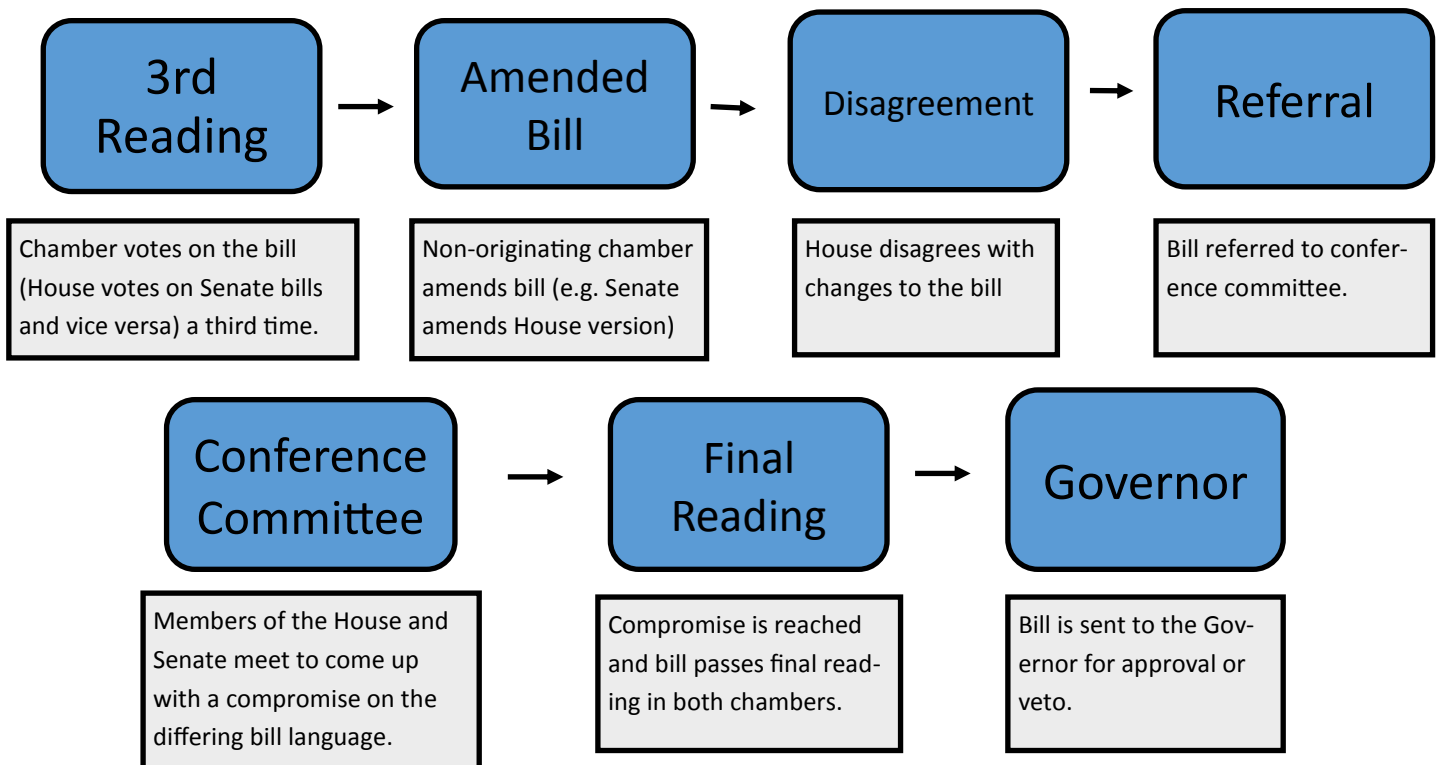 3rd
Reading
Amended
Bill
Disagreement
Referral
Chamber votes on the bill
(House votes on Senate bills
and vice versa) a third time.
Non-originating chamber
amends bill (e.g. Senate
amends House version)
House disagrees with
changes to the bill
Bill referred to confer-
ence committee.
Conference
Committee
Final
Reading
Governor
Members of the House and
Senate meet to come up
with a compromise on the
differing bill language.
Compromise is reached
and bill passes final read-
ing in both chambers.
Bill is sent to the Gov-
ernor for approval or
veto.